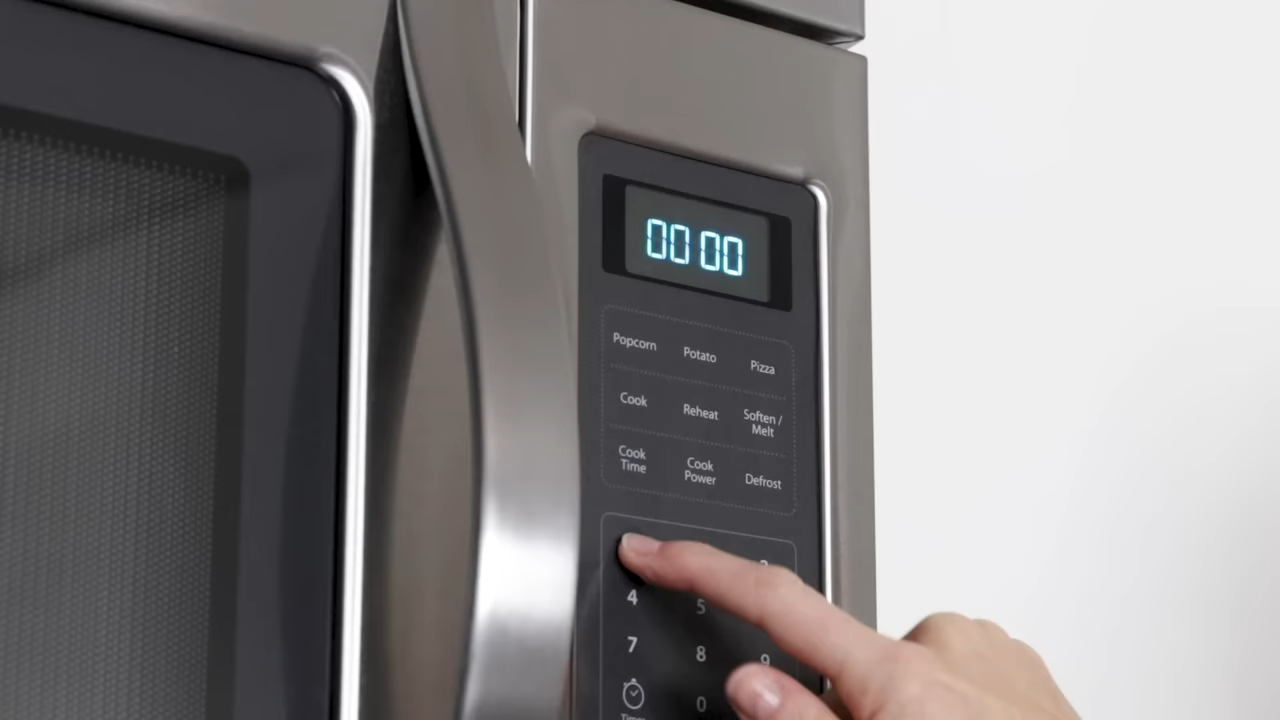 00 00
Popcorn Potato Pizza
Cook Reheat Soften /
Melt
Cook
Time
Cook
Power
Defrost
4 5
7 8 9
0